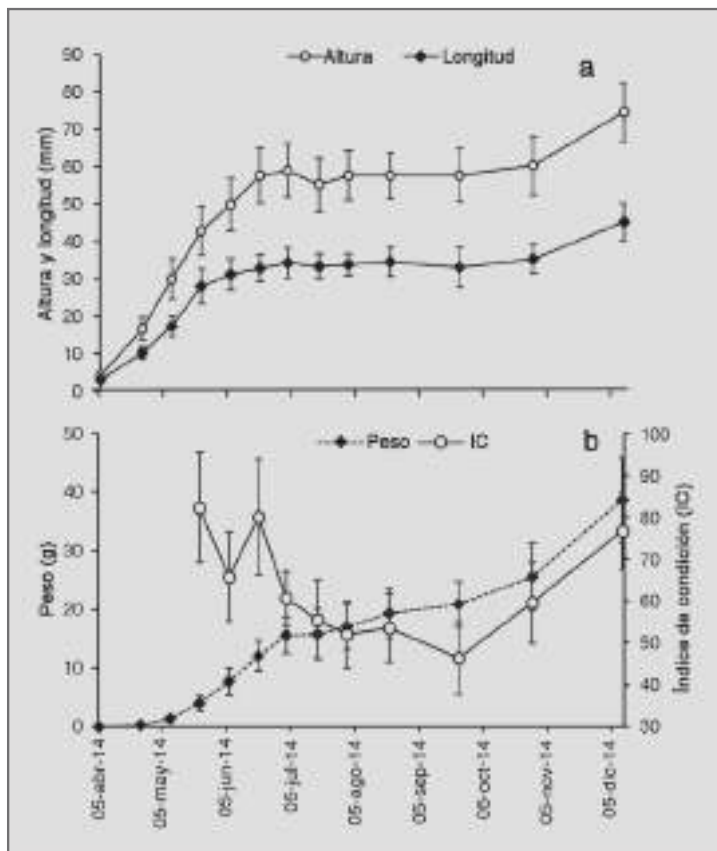 90
Altura Longitud a
80
70
60
50
40
30
20
10
0
Altura y longitud (mm)
50
40
30
20
10
0
Peso (g)
Peso IC b
100
90
80
70
60
50
40
30
Índice de condición (IC)
05-abr-14
05-may-14
05-jun-14
05-jul-14
05-ago-14
05-sep-14
05-oct-14
05-nov-14
05-dic-14